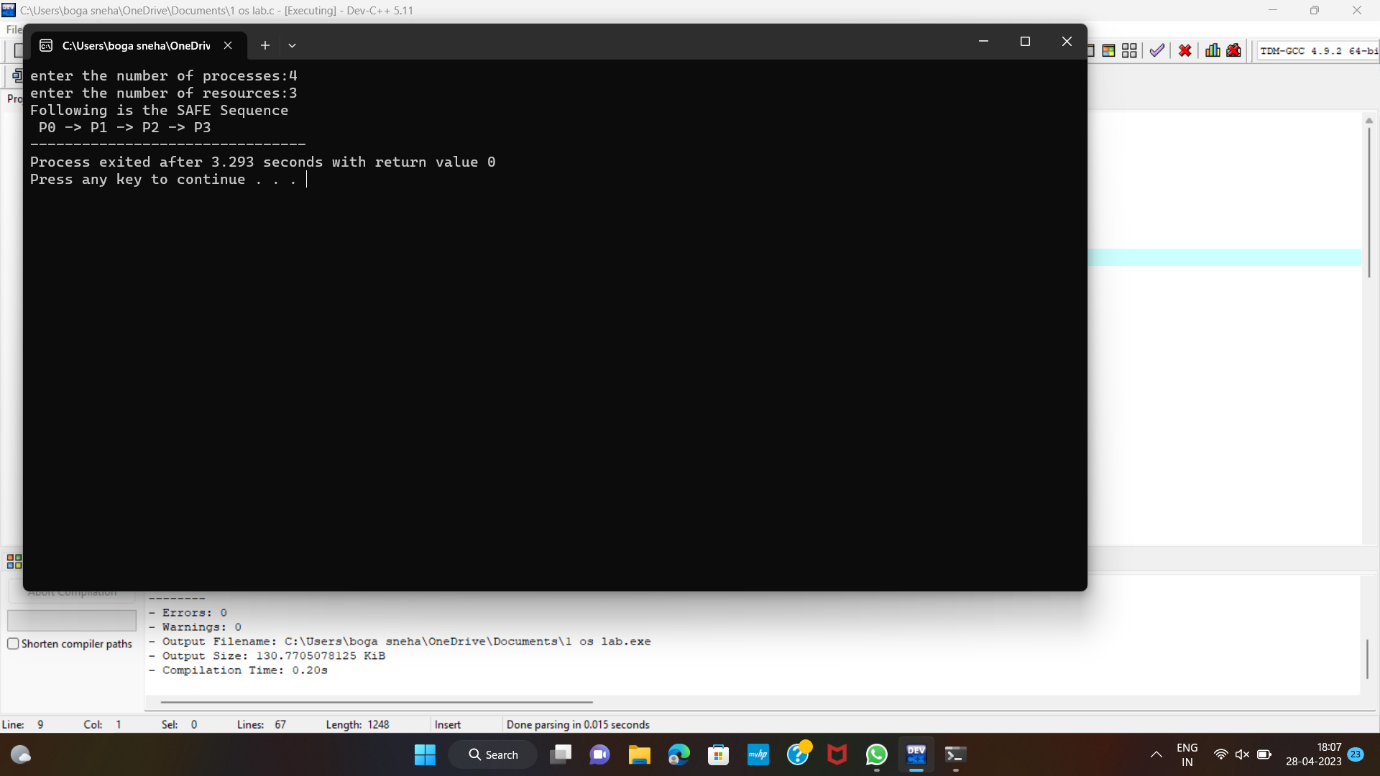 C:\Users\boga sneha\OneDrive\Documents\1 os lab.c - [Executing] - Dev-C++ 5.11
File
C:\Users\boga sneha\OneDriv
TDM-GCC 4.9.2 64-bi
enter the number of processes:4
enter the number of resources:3
Following is the SAFE Sequence
P0 -> P1 -> P2 -> P3
--------------------------------
Process exited after 3.293 seconds with return value 0
Press any key to continue . . .
Abort Compilation
Shorten compiler paths
--------
- Errors: 0
- Warnings: 0
- Output Filename: C:\Users\boga sneha\OneDrive\Documents\1 os lab.exe
- Output Size: 130.7705078125 KiB
- Compilation Time: 0.20s
Line: 9 Col: 1 Sel: 0 Lines: 67 Length: 1248 Insert Done parsing in 0.015 seconds
Search
myhp
DEV
ENG
IN
18:07
28-04-2023
23